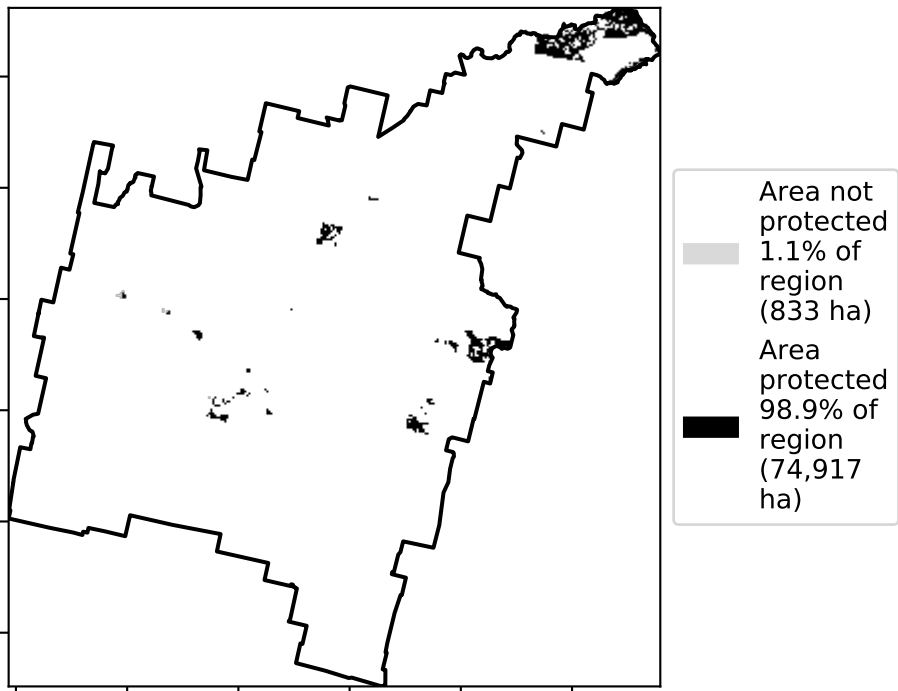 Area not
protected
1.1% of
region
(833 ha)
Area
protected
98.9% of
region
(74,917
ha)